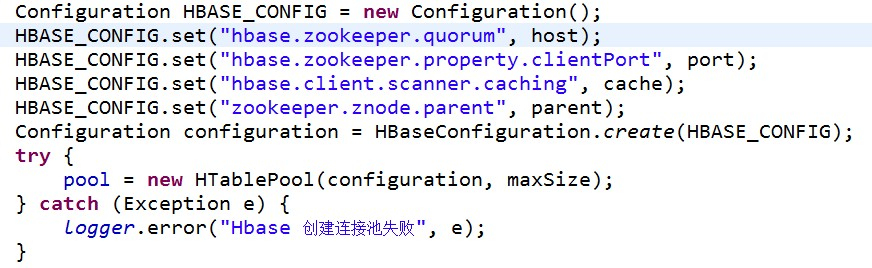 Configuration HBASE_CONFIG = new Configuration();
HBASE_CONFIG.set("hbase.zookeeper.quorum", host);
HBASE_CONFIG.set("hbase.zookeeper.property.clientPort", port);
HBASE_CONFIG.set("hbase.client.scanner.caching", cache);
HBASE_CONFIG.set("zookeeper.znode.parent", parent);
Configuration configuration = HBaseConfiguration.create(HBASE_CONFIG);
try {
    pool = new HTablePool(configuration, maxSize);
} catch (Exception e) {
    logger.error("Hbase 创建连接池失败", e);
}